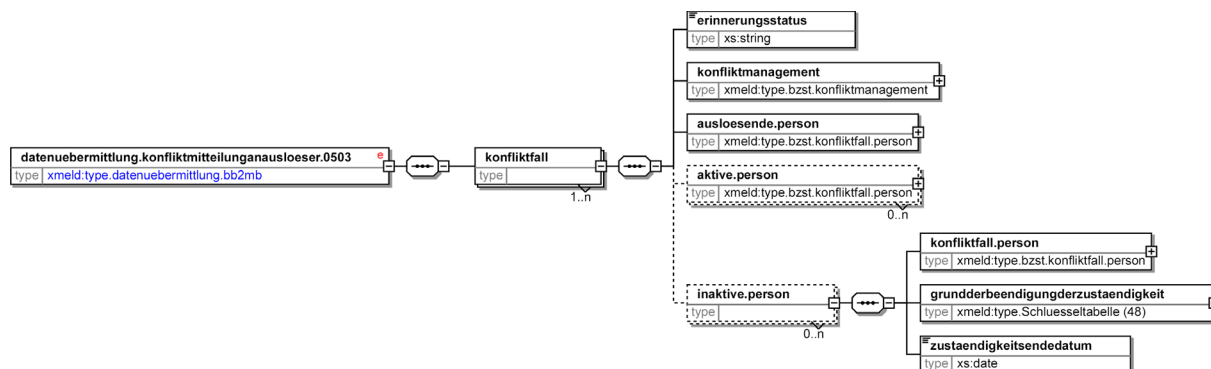 erinnerungsstatus
type xs:string
konfliktmanagement
type xmeld:type.bzst.konfliktmanagement
ausloesende.person
type xmeld:type.bzst.konfliktfall.person
datenuebermittlung.konfliktmitteilunganausloeser.0503 e
type xmeld:type.datenuebermittlung.bb2mb
konfliktfall
type
1..n
aktive.person
type xmeld:type.bzst.konfliktfall.person
0..n
konfliktfall.person
type xmeld:type.bzst.konfliktfall.person
inaktive.person
type
0..n
grundderbeendigungderzustaendigkeit
type xmeld:type.Schluesseltabelle (48)
zustaendigkeitsendedatum
type xs:date